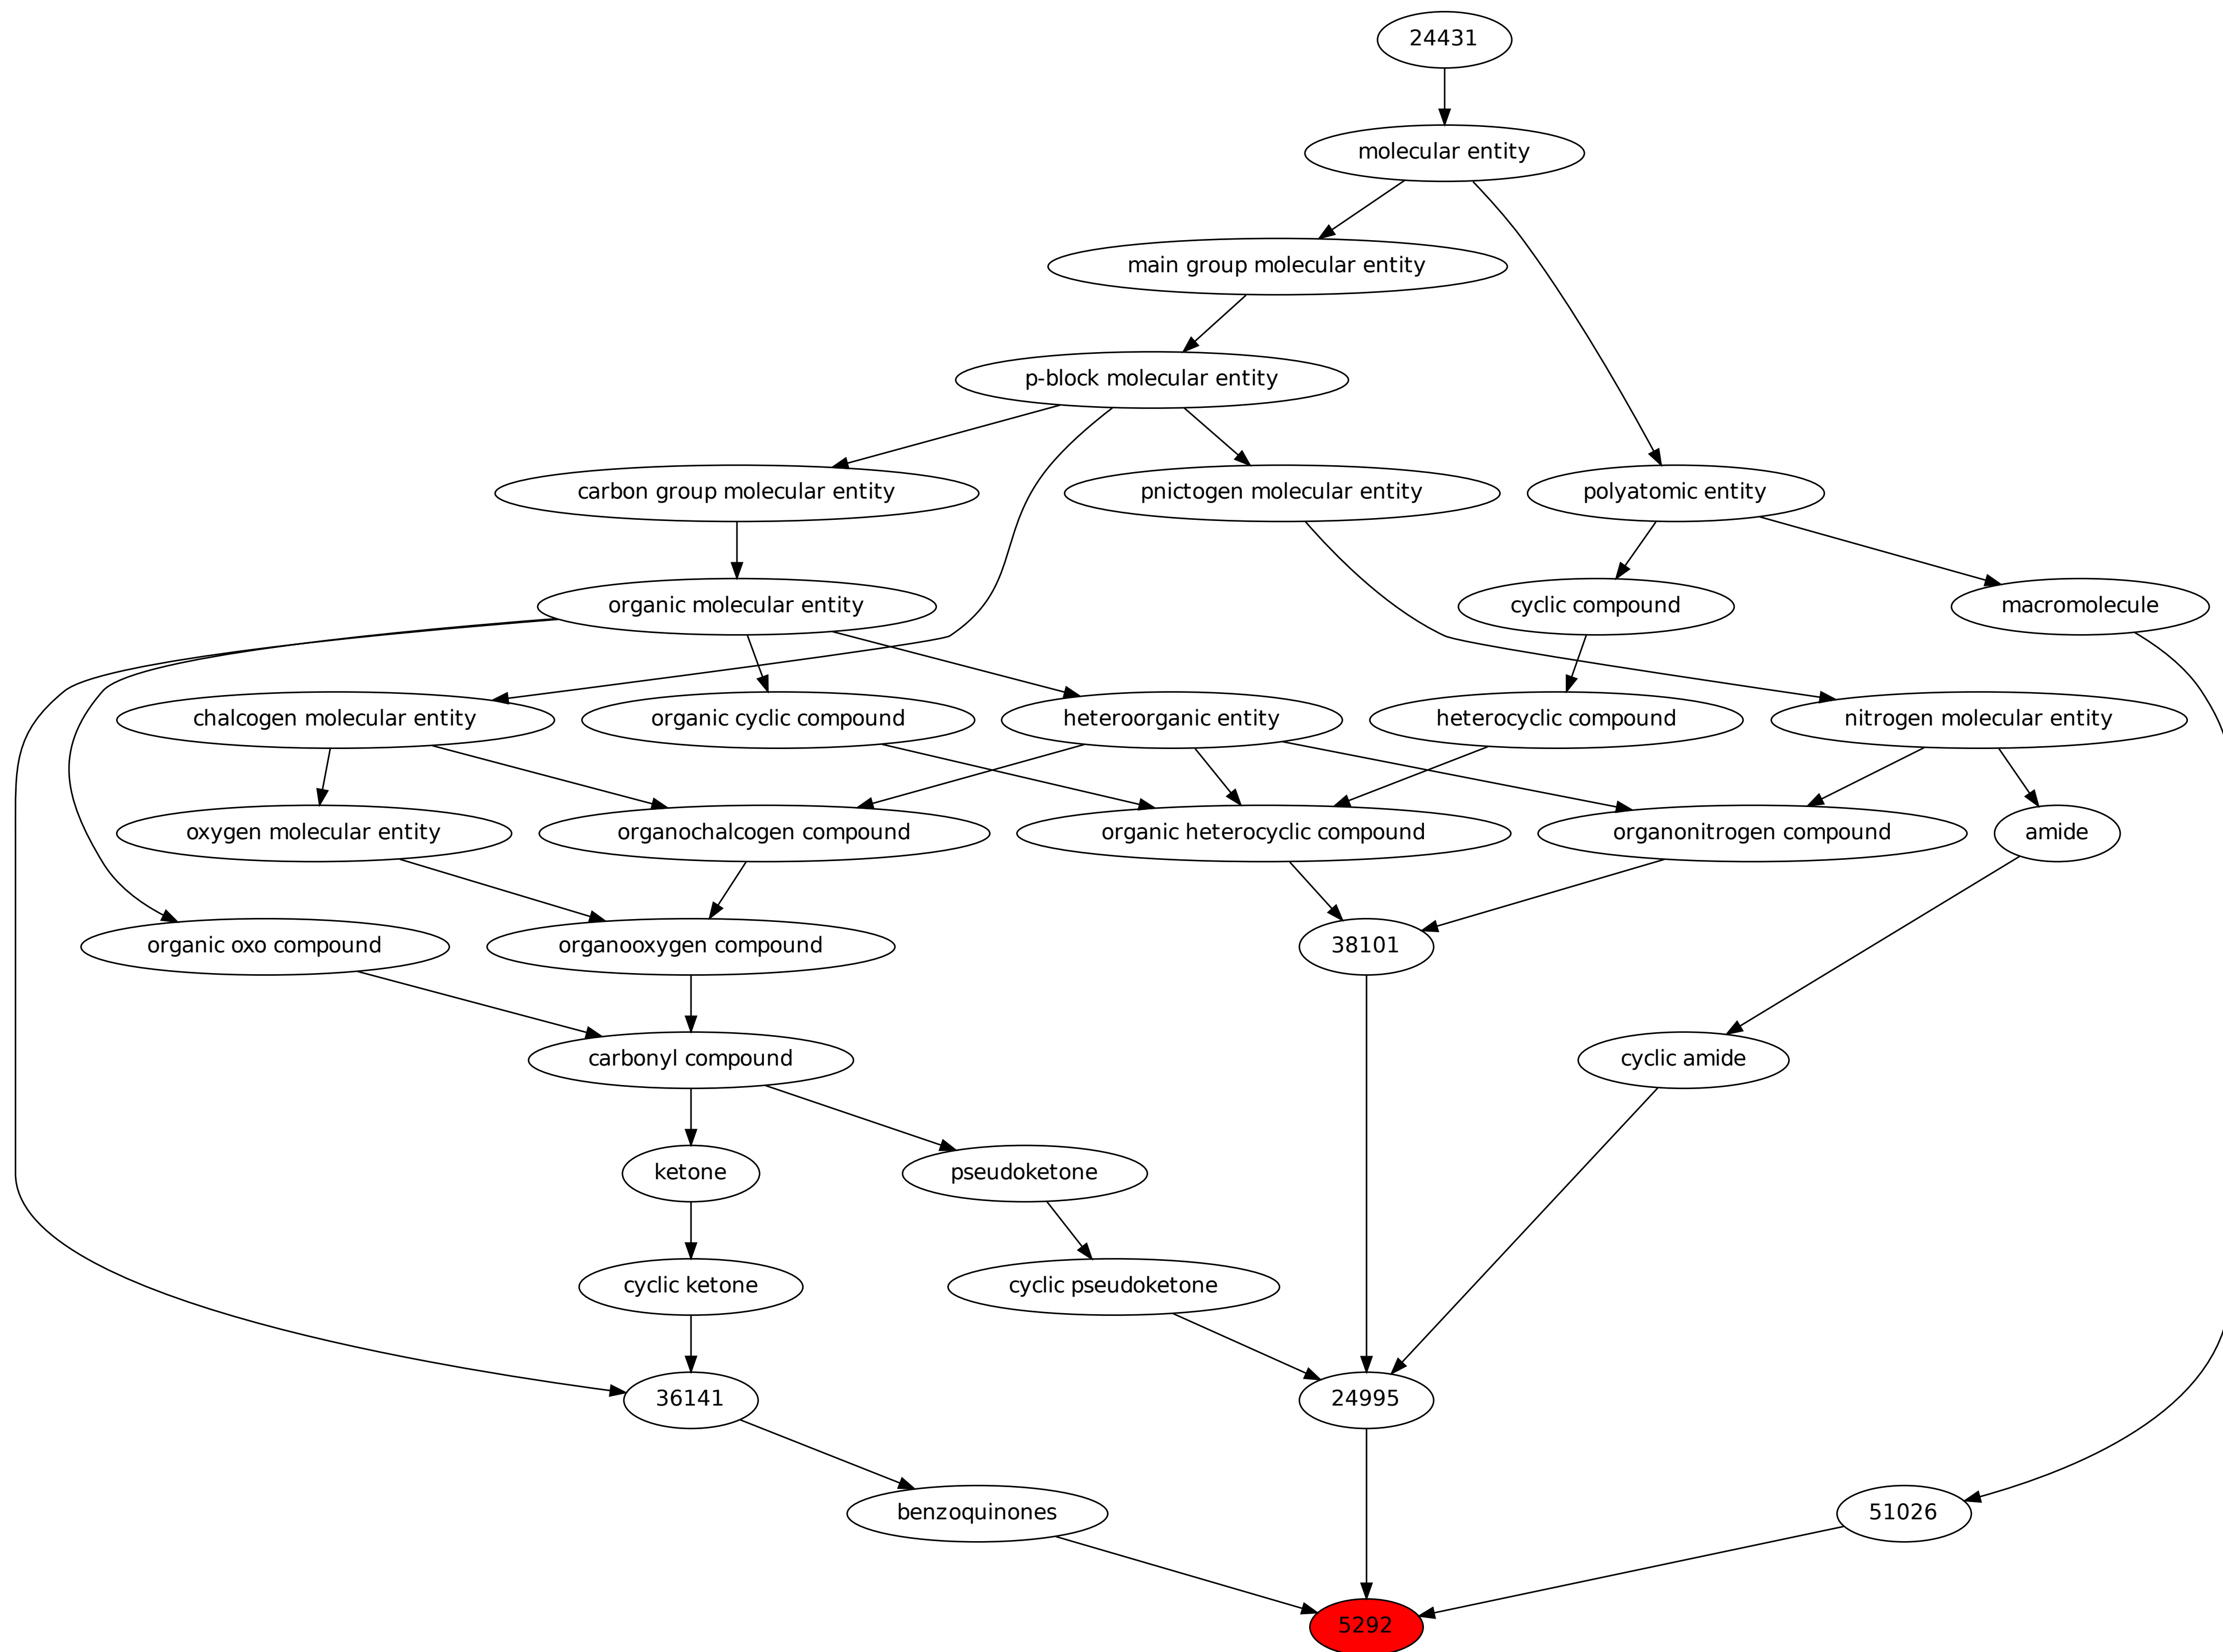 24431
molecular entity
main group molecular entity
p-block molecular entity
carbon group molecular entity
pnictogen molecular entity
polyatomic entity
organic molecular entity
cyclic compound
macromolecule
chalcogen molecular entity
organic cyclic compound
heteroorganic entity
heterocyclic compound
nitrogen molecular entity
oxygen molecular entity
organochalcogen compound
organic heterocyclic compound
organonitrogen compound
amide
organic oxo compound
organooxygen compound
38101
carbonyl compound
cyclic amide
ketone
pseudoketone
cyclic ketone
cyclic pseudoketone
36141
24995
benzoquinones
51026
5292